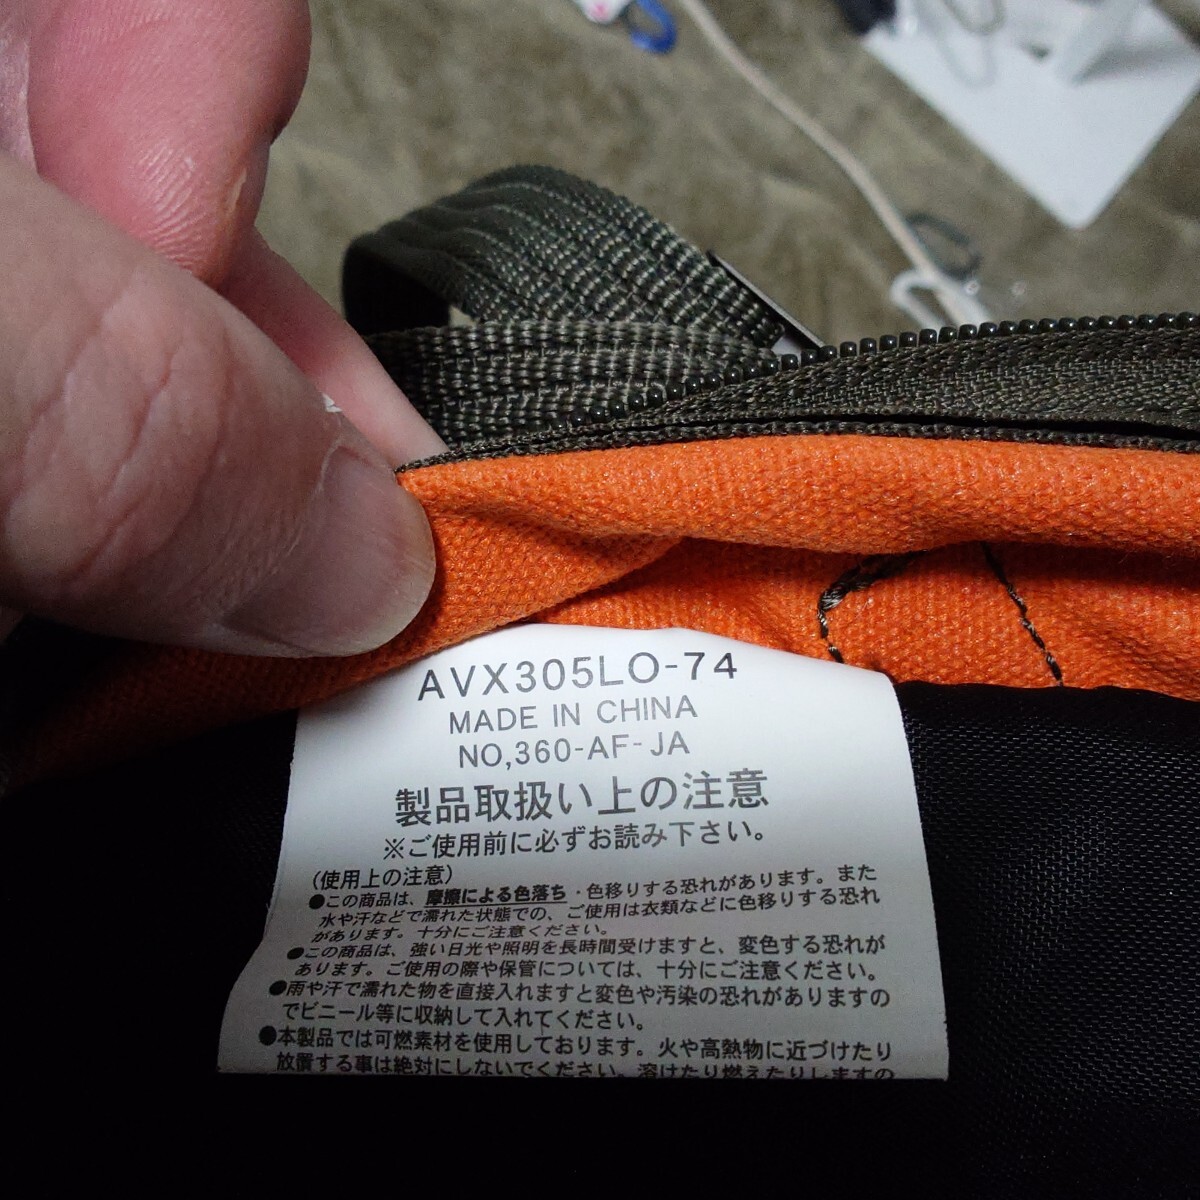 AVX305LO-74
MADE IN CHINA
NO,360-AF-JA
製品取扱い上の注意
※ご使用前に必ずお読み下さい。
(使用上の注意)
●この商品は、摩擦による色落ち・色移りする恐れがあります。また
水や汗などで濡れた状態での、ご使用は衣類などに色移りする恐れ
があります。十分にご注意ください。
●この商品は、強い日光や照明を長時間受けますと、変色する恐れが
あります。ご使用の際や保管については、十分にご注意ください。
●雨や汗で濡れた物を直接入れますと変色や汚染の恐れがありますの
でビニール等に収納して入れてください。
●本製品では可燃素材を使用しております。火や高熱物に近づけたり
放置する事は絶対にしないでください。溶けたり燃えたりしますの